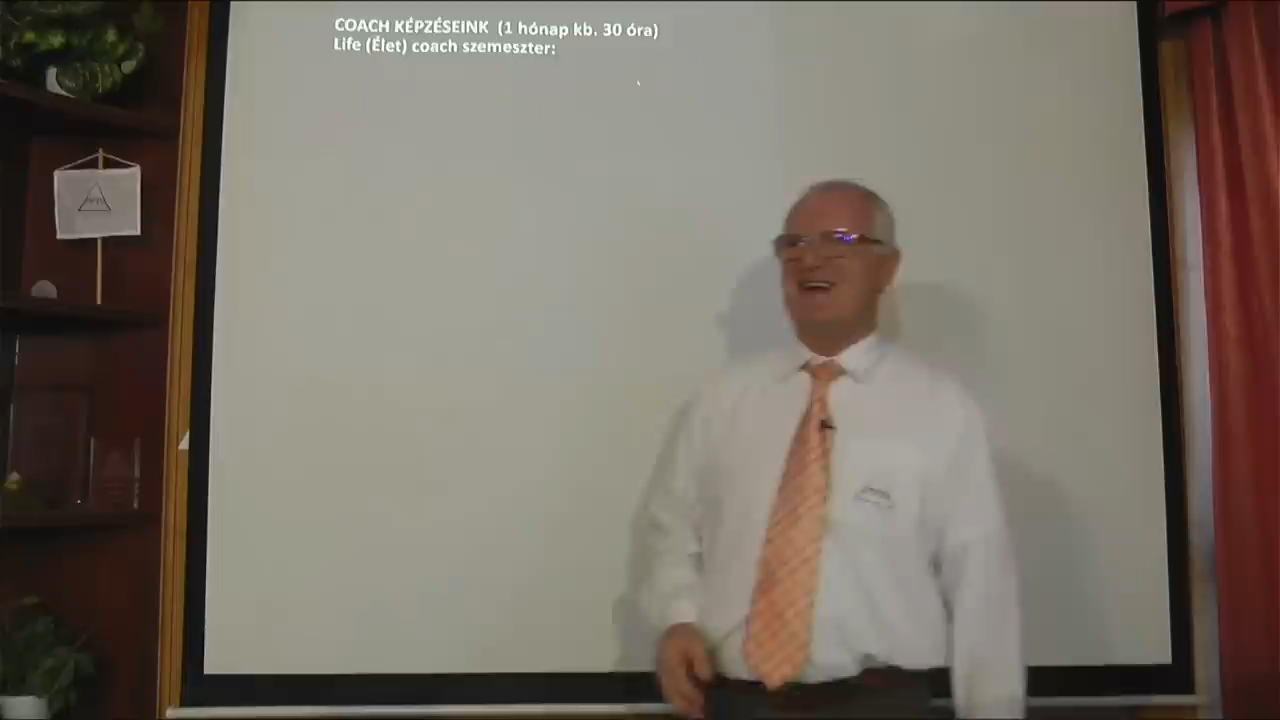 COACH KÉPZÉSEINK  (1 hónap kb. 30 óra)
Life (Élet) coach szemeszter: